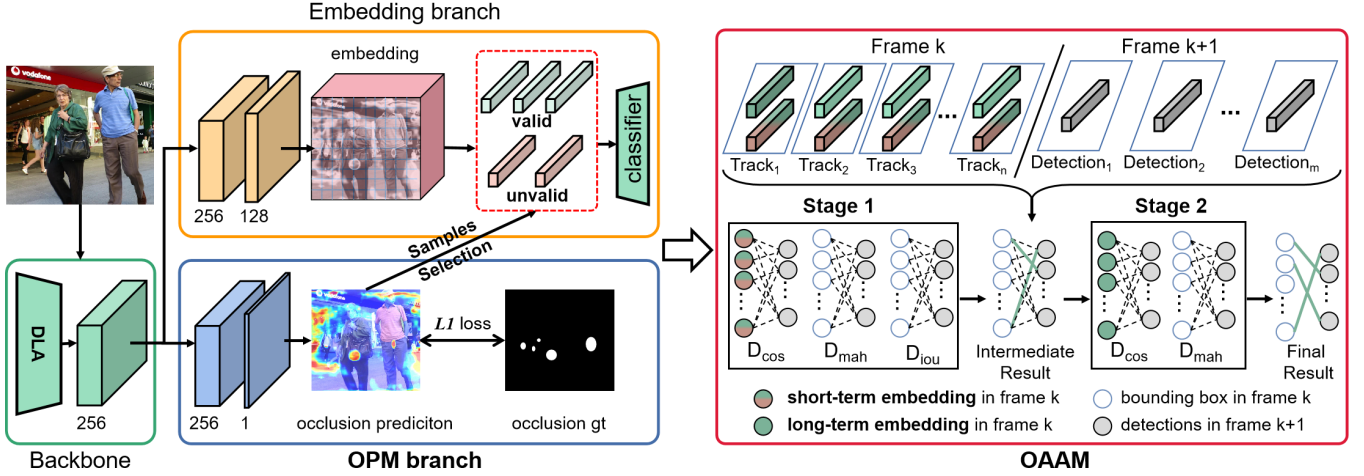 Embedding branch
embedding
vodafone
valid
unvalid
classifier
256
128
Samples
Selection
DLA
256
Backbone
256
1
L1 loss
occlusion prediciton
occlusion gt
OPM branch
Frame k
Frame k+1
Track1
Track2
Track3
...
Trackn
Detection1
Detection2
...
Detectionm
Stage 1
Stage 2
Dcos
Dmah
Diou
Intermediate
Result
Dcos
Dmah
Final
Result
short-term embedding in frame k
bounding box in frame k
long-term embedding in frame k
detections in frame k+1
OAAM